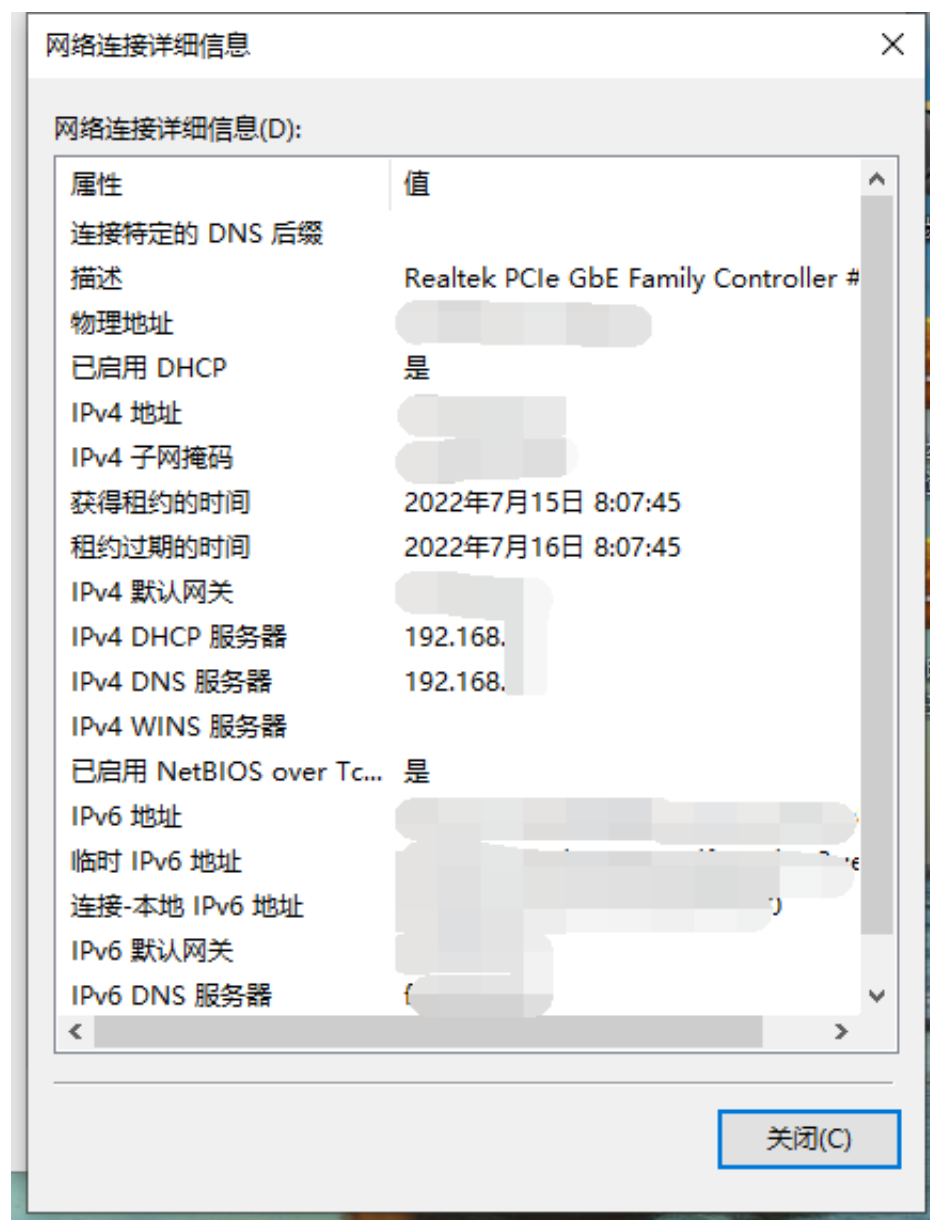 网络连接详细信息
网络连接详细信息(D):
属性 值
连接特定的 DNS 后缀
描述 Realtek PCIe GbE Family Controller #
物理地址
已启用 DHCP 是
IPv4 地址
IPv4 子网掩码
获得租约的时间 2022年7月15日 8:07:45
租约过期的时间 2022年7月16日 8:07:45
IPv4 默认网关
IPv4 DHCP 服务器 192.168.
IPv4 DNS 服务器 192.168.
IPv4 WINS 服务器
已启用 NetBIOS over Tc... 是
IPv6 地址
临时 IPv6 地址
连接-本地 IPv6 地址
IPv6 默认网关
IPv6 DNS 服务器
关闭(C)